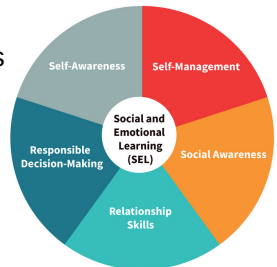 s
Self-Awareness
Self-Management
Social and
Emotional
Learning
(SEL)
Responsible
Decision-Making
Social Awareness
Relationship
Skills